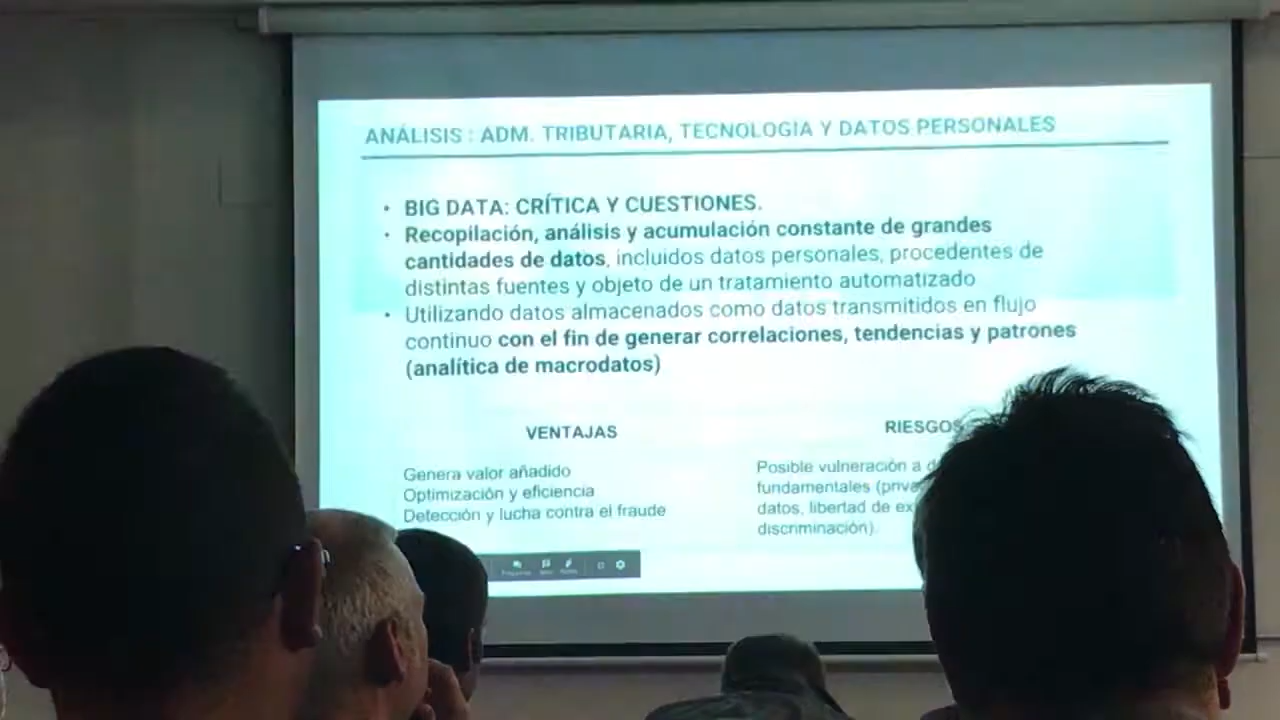 ANÁLISIS : ADM. TRIBUTARIA, TECNOLOGIA Y DATOS PERSONALES
• BIG DATA: CRÍTICA Y CUESTIONES.
• Recopilación, análisis y acumulación constante de grandes
cantidades de datos, incluidos datos personales, procedentes de
distintas fuentes y objeto de un tratamiento automatizado
• Utilizando datos almacenados como datos transmitidos en flujo
continuo con el fin de generar correlaciones, tendencias y patrones
(analítica de macrodatos)
VENTAJAS
Genera valor añadido
Optimización y eficiencia
Detección y lucha contra el fraude
RIESGOS
Posible vulneración a
fundamentales
datos, libertad de
discriminación).